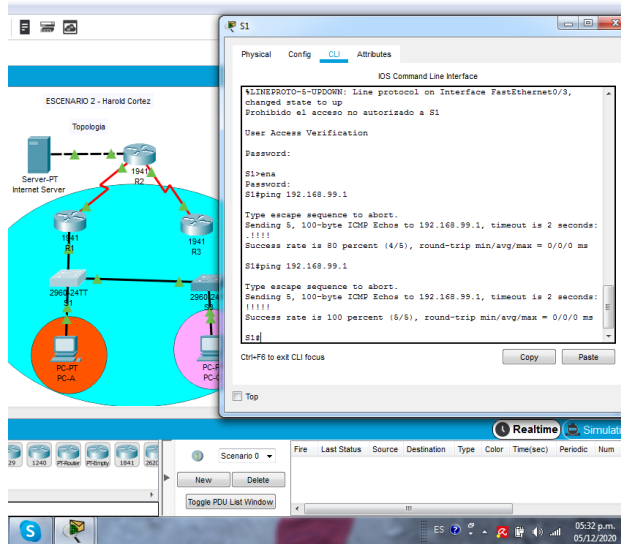 S1
Physical Config CLI Attributes
IOS Command Line Interface
%LINEPROTO-5-UPDOWN: Line protocol on Interface FastEthernet0/3,
changed state to up
Prohibido el acceso no autorizado a S1
User Access Verification
Password:
S1>ena
Password:
S1#ping 192.168.99.1
Type escape sequence to abort.
Sending 5, 100-byte ICMP Echos to 192.168.99.1, timeout is 2 seconds:
.!!!!
Success rate is 80 percent (4/5), round-trip min/avg/max = 0/0/0 ms
S1#ping 192.168.99.1
Type escape sequence to abort.
Sending 5, 100-byte ICMP Echos to 192.168.99.1, timeout is 2 seconds:
!!!!!
Success rate is 100 percent (5/5), round-trip min/avg/max = 0/0/0 ms
S1#
Ctrl+F6 to exit CLI focus
Copy Paste
Top
ESCENARIO 2 - Harold Cortez
Topologia
Server-PT
Internet Server
1941
R2
1941
R1
1941
R3
2960-24TT
S1
PC-PT
PC-A
Realtime
Scenario 0
New Delete
Toggle PDU List Window
Fire Last Status Source Destination Type Color Time(sec) Periodic Num
1240 PT-Router PT-Empty 1841
ES
05:32 p.m.
05/12/2020